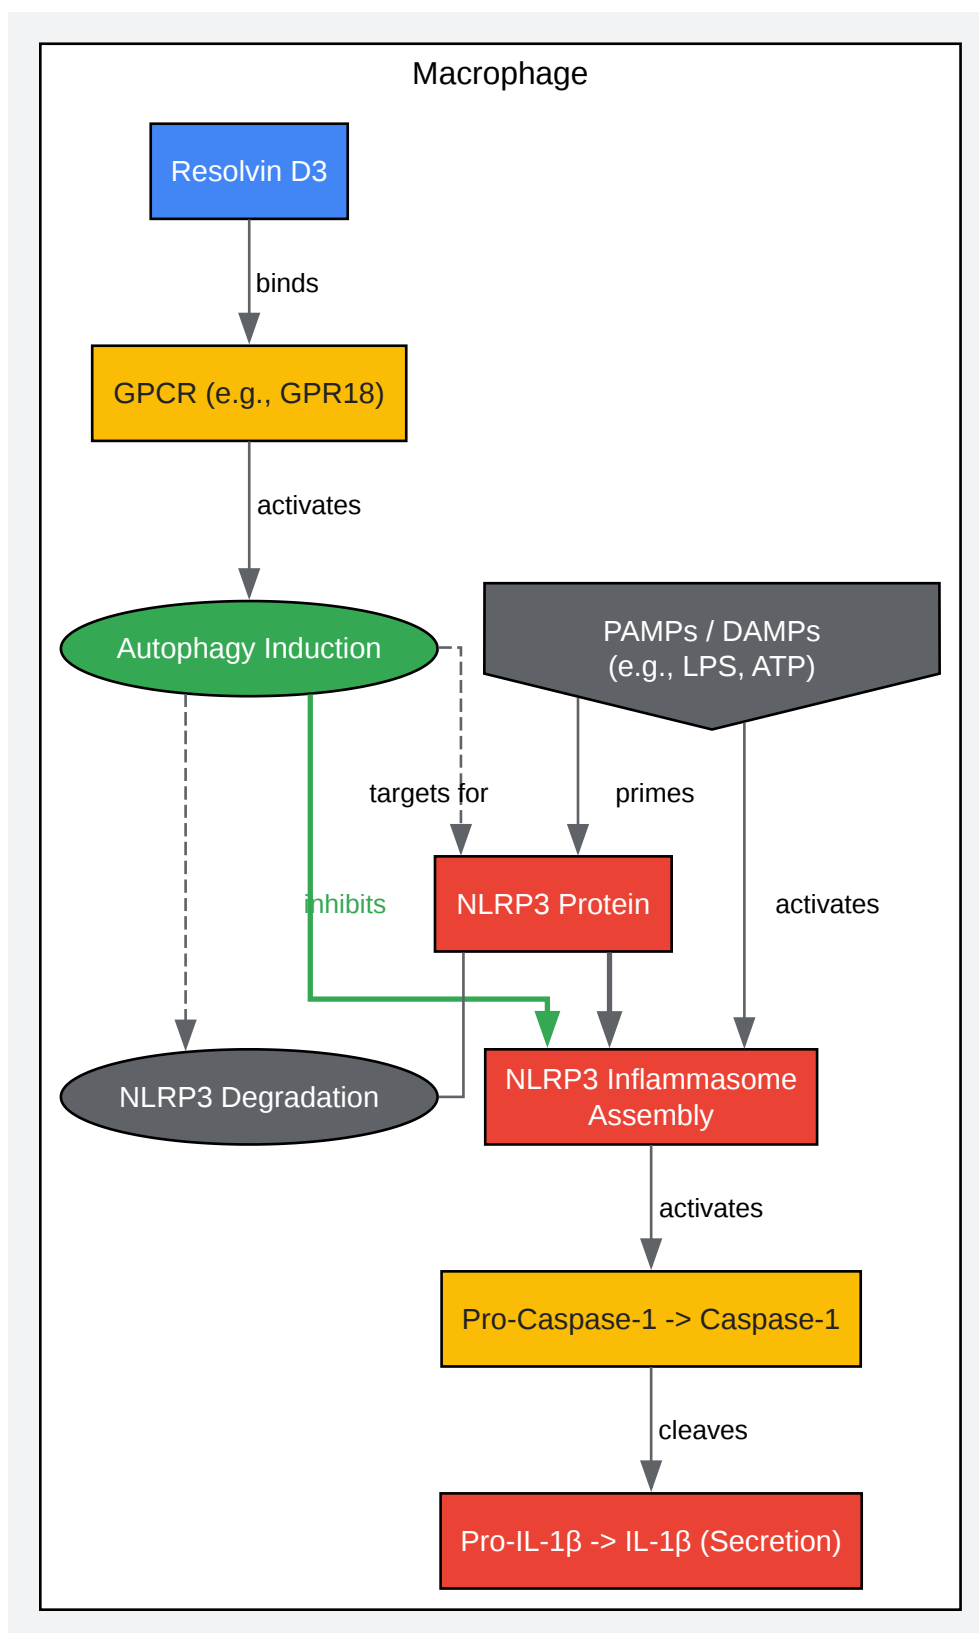 Macrophage
Resolvin D3
binds
GPCR (e.g., GPR18)
activates
Autophagy Induction
PAMPs / DAMPs
(e.g., LPS, ATP)
targets for
primes
inhibits
NLRP3 Protein
activates
NLRP3 Degradation
NLRP3 Inflammasome
Assembly
activates
Pro-Caspase-1 -> Caspase-1
cleaves
Pro-IL-1β -> IL-1β (Secretion)